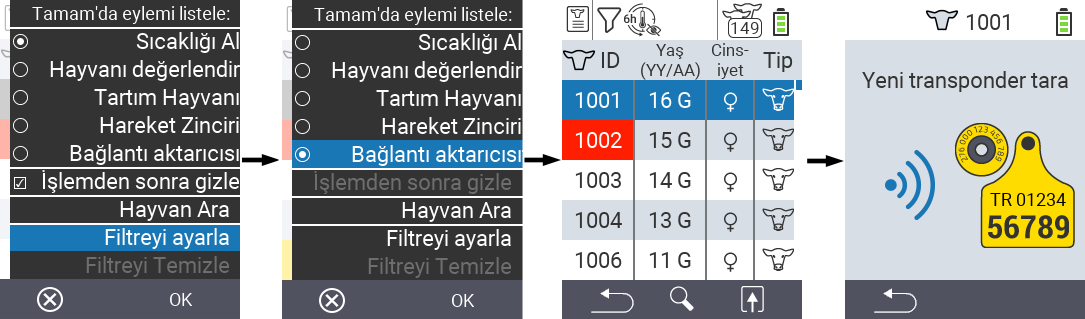 Tamam'da eylemi listele:
Sıcaklığı Al
Hayvanı değerlendir
Tartım Hayvanı
Hareket Zinciri
Bağlantı aktarıcısı
İşlemden sonra gizle
Hayvan Ara
Filtreyi ayarla
Filtreyi Temizle
OK
Tamam'da eylemi listele:
Sıcaklığı Al
Hayvanı değerlendir
Tartım Hayvanı
Hareket Zinciri
Bağlantı aktarıcısı
İşlemden sonra gizle
Hayvan Ara
Filtreyi ayarla
Filtreyi Temizle
OK
6h 149
ID Yaş (YY/AA) Cins-iyet Tip
1001 16 G
1002 15 G
1003 14 G
1004 13 G
1006 11 G
1001
Yeni transponder tara
276 000 123 456 789
TR 01234
56789